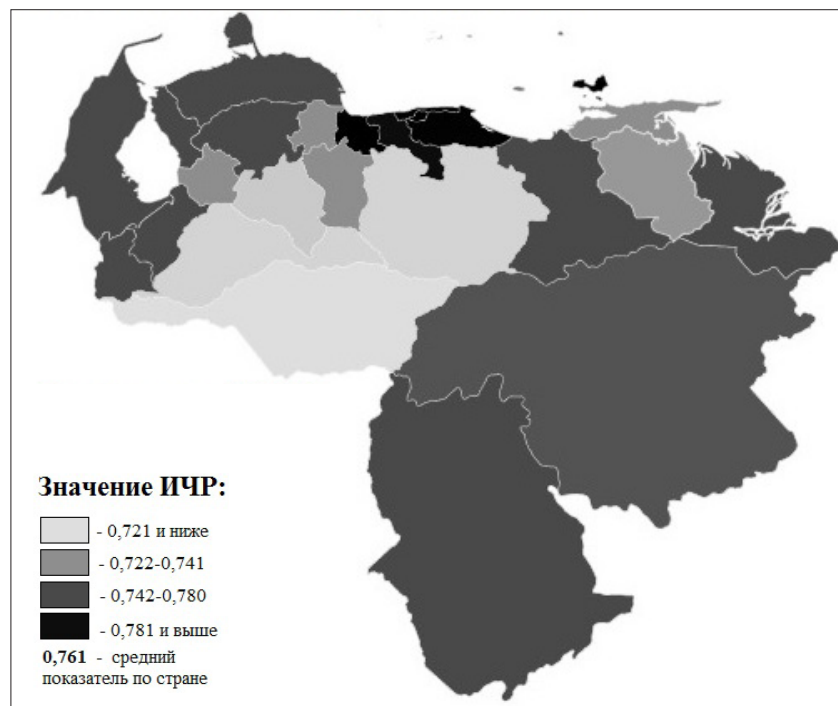 Значение ИЧР:
- 0,721 и ниже
- 0,722-0,741
- 0,742-0,780
- 0,781 и выше
0,761 - средний
показатель по стране